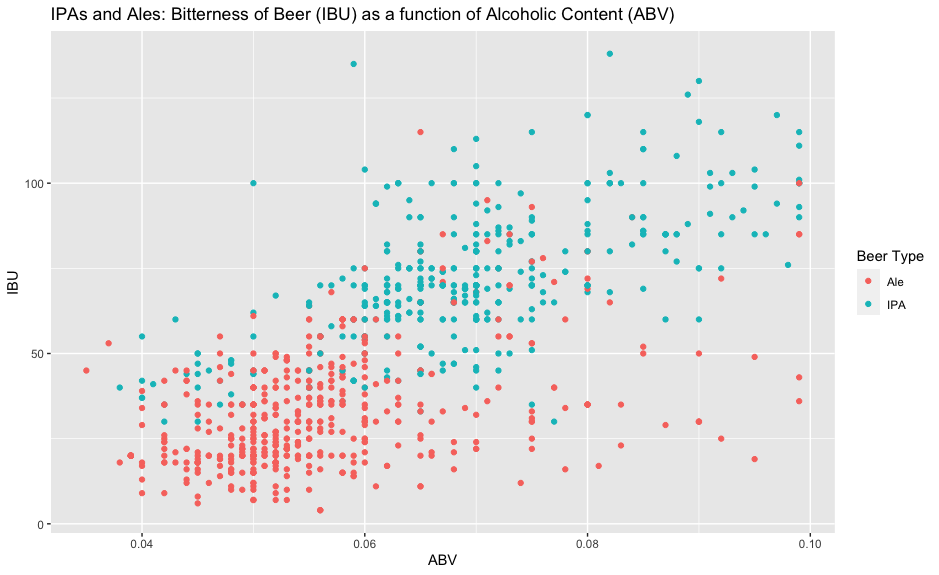 IPAs and Ales: Bitterness of Beer (IBU) as a function of Alcoholic Content (ABV)
IBU
100
50
0
0.04 0.06 0.08 0.10
ABV
Beer Type
Ale
IPA